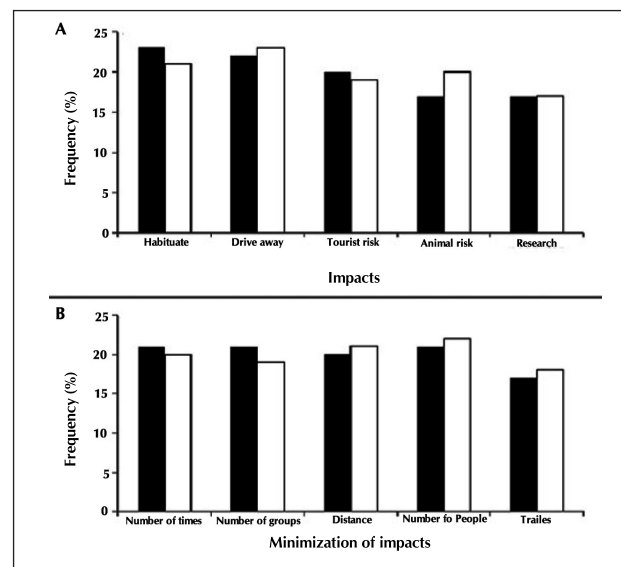 A
25
20
15
10
5
0
Frequency (%)
Habituate Drive away Tourist risk Animal risk Research
Impacts
B
25
20
15
10
5
0
Frequency (%)
Number of times Number of groups Distance Number fo People Trailes
Minimization of impacts